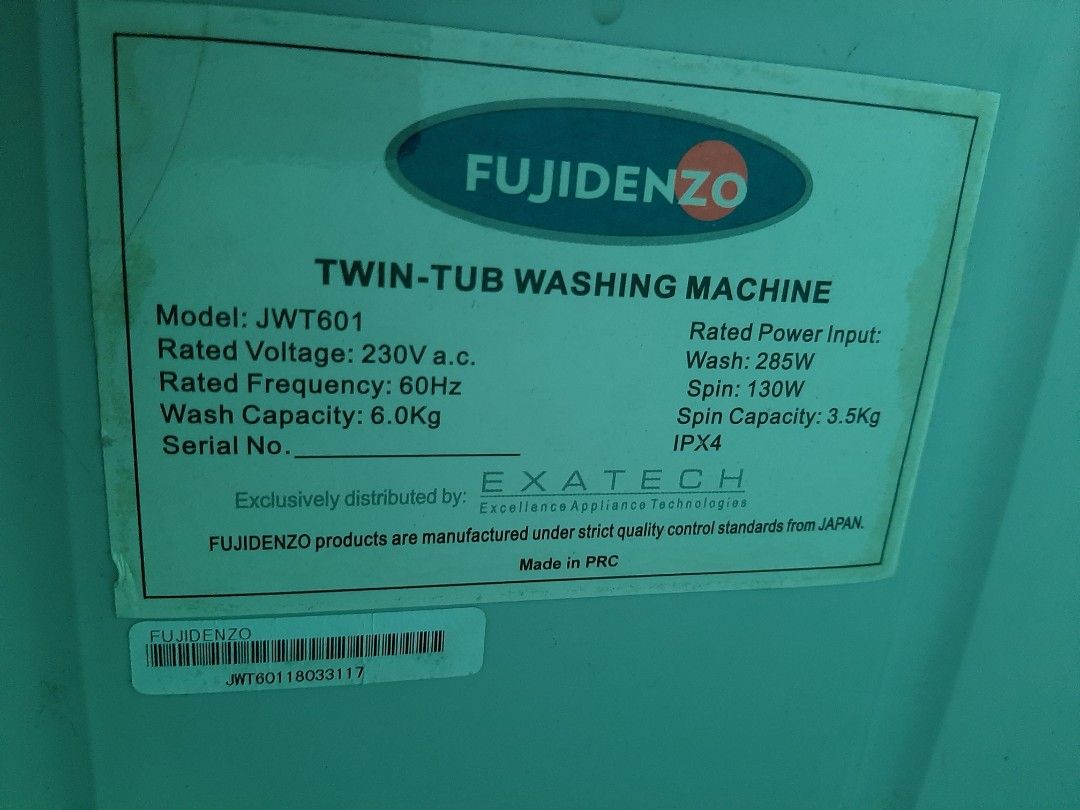 FUJIDENZO
TWIN-TUB WASHING MACHINE
Model: JWT601
Rated Voltage: 230V a.c.
Rated Frequency: 60Hz
Wash Capacity: 6.0Kg
Serial No.
Rated Power Input:
Wash: 285W
Spin: 130W
Spin Capacity: 3.5Kg
IPX4
Exclusively distributed by: EXATECH
Excellence Appliance Technologies
FUJIDENZO products are manufactured under strict quality control standards from JAPAN.
Made in PRC
FUJIDENZO
JWT60118033117